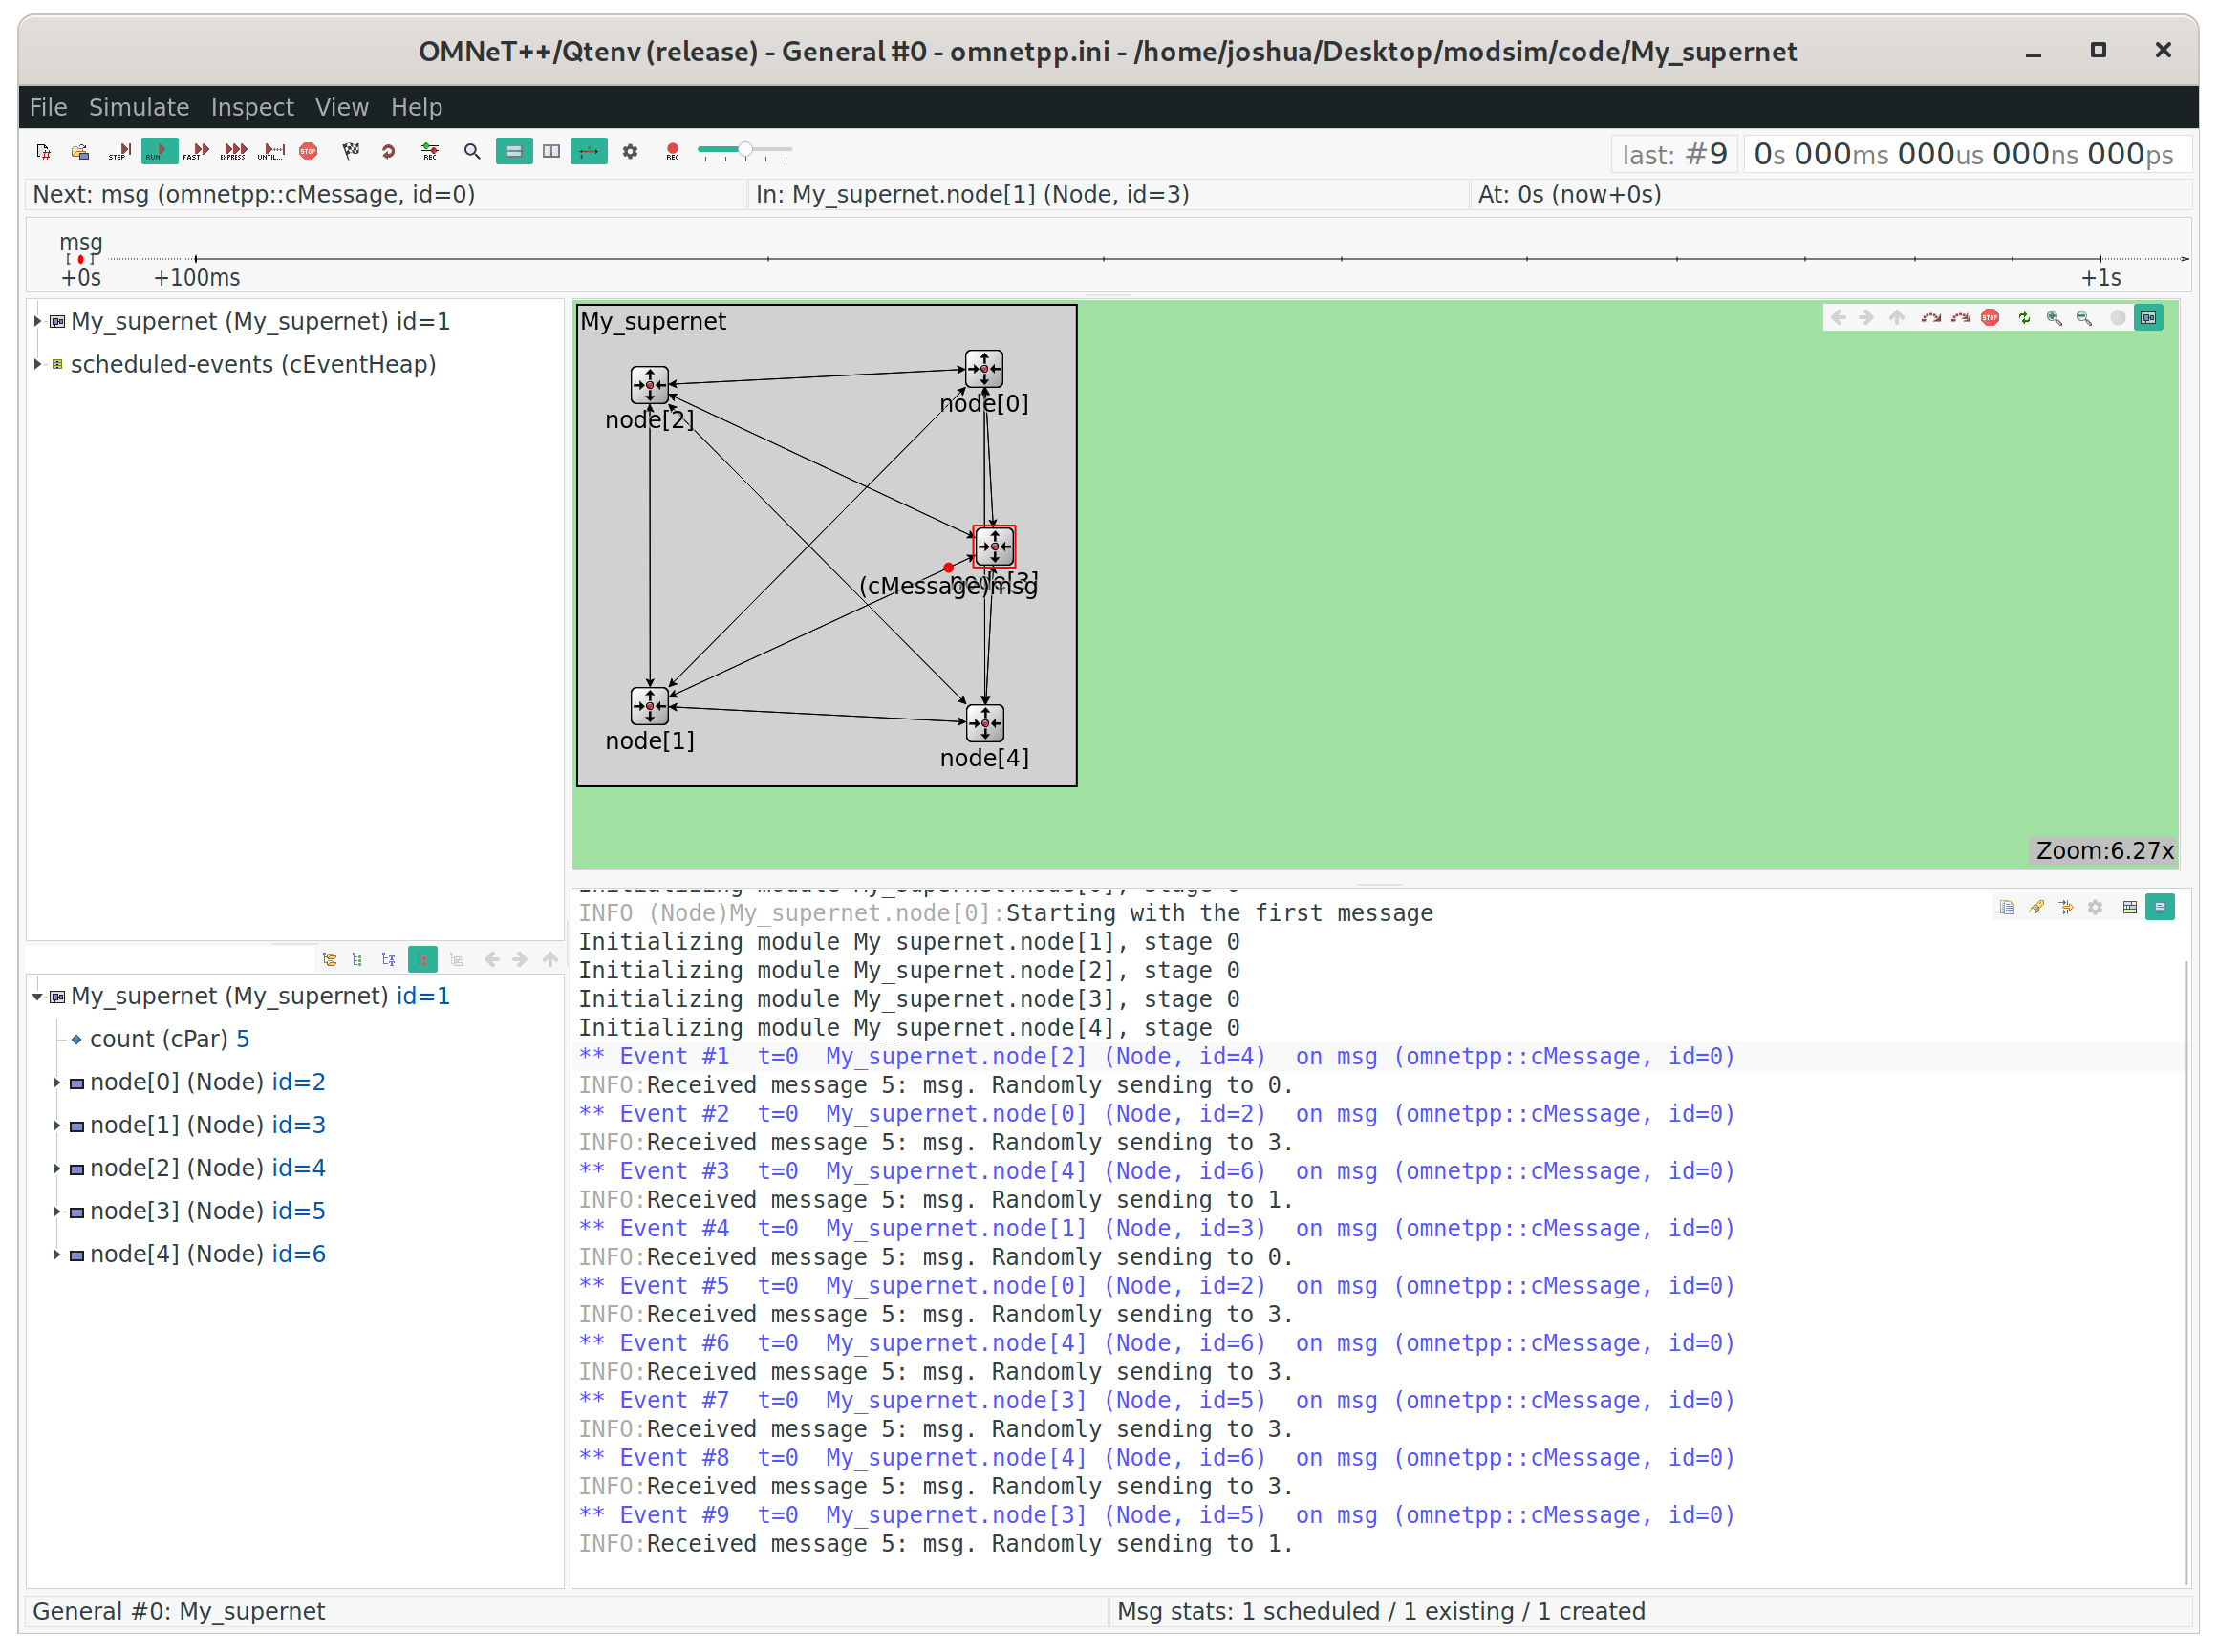 OMNeT++/Qtenv (release) - General #0 - omnetpp.ini - /home/joshua/Desktop/modsim/code/My_supernet
File Simulate Inspect View Help
STEP RUN FAST EXPRESS UNTIL... STOP REC REC last: #9 0s 000ms 000us 000ns 000ps
Next: msg (omnetpp::cMessage, id=0) In: My_supernet.node[1] (Node, id=3) At: 0s (now+0s)
msg
+0s +100ms +1s
My_supernet (My_supernet) id=1
scheduled-events (cEventHeap)
My_supernet
STOP
node[0]
node[2]
node[3]
(cMessage)msg
node[1]
node[4]
Zoom:6.27x
My_supernet (My_supernet) id=1
count (cPar) 5
node[0] (Node) id=2
node[1] (Node) id=3
node[2] (Node) id=4
node[3] (Node) id=5
node[4] (Node) id=6
Initializing module My_supernet.node[0], stage 0
INFO (Node)My_supernet.node[0]:Starting with the first message
Initializing module My_supernet.node[1], stage 0
Initializing module My_supernet.node[2], stage 0
Initializing module My_supernet.node[3], stage 0
Initializing module My_supernet.node[4], stage 0
** Event #1  t=0  My_supernet.node[2] (Node, id=4)  on msg (omnetpp::cMessage, id=0)
INFO:Received message 5: msg. Randomly sending to 0.
** Event #2  t=0  My_supernet.node[0] (Node, id=2)  on msg (omnetpp::cMessage, id=0)
INFO:Received message 5: msg. Randomly sending to 3.
** Event #3  t=0  My_supernet.node[4] (Node, id=6)  on msg (omnetpp::cMessage, id=0)
INFO:Received message 5: msg. Randomly sending to 1.
** Event #4  t=0  My_supernet.node[1] (Node, id=3)  on msg (omnetpp::cMessage, id=0)
INFO:Received message 5: msg. Randomly sending to 0.
** Event #5  t=0  My_supernet.node[0] (Node, id=2)  on msg (omnetpp::cMessage, id=0)
INFO:Received message 5: msg. Randomly sending to 3.
** Event #6  t=0  My_supernet.node[4] (Node, id=6)  on msg (omnetpp::cMessage, id=0)
INFO:Received message 5: msg. Randomly sending to 3.
** Event #7  t=0  My_supernet.node[3] (Node, id=5)  on msg (omnetpp::cMessage, id=0)
INFO:Received message 5: msg. Randomly sending to 3.
** Event #8  t=0  My_supernet.node[4] (Node, id=6)  on msg (omnetpp::cMessage, id=0)
INFO:Received message 5: msg. Randomly sending to 3.
** Event #9  t=0  My_supernet.node[3] (Node, id=5)  on msg (omnetpp::cMessage, id=0)
INFO:Received message 5: msg. Randomly sending to 1.
General #0: My_supernet Msg stats: 1 scheduled / 1 existing / 1 created